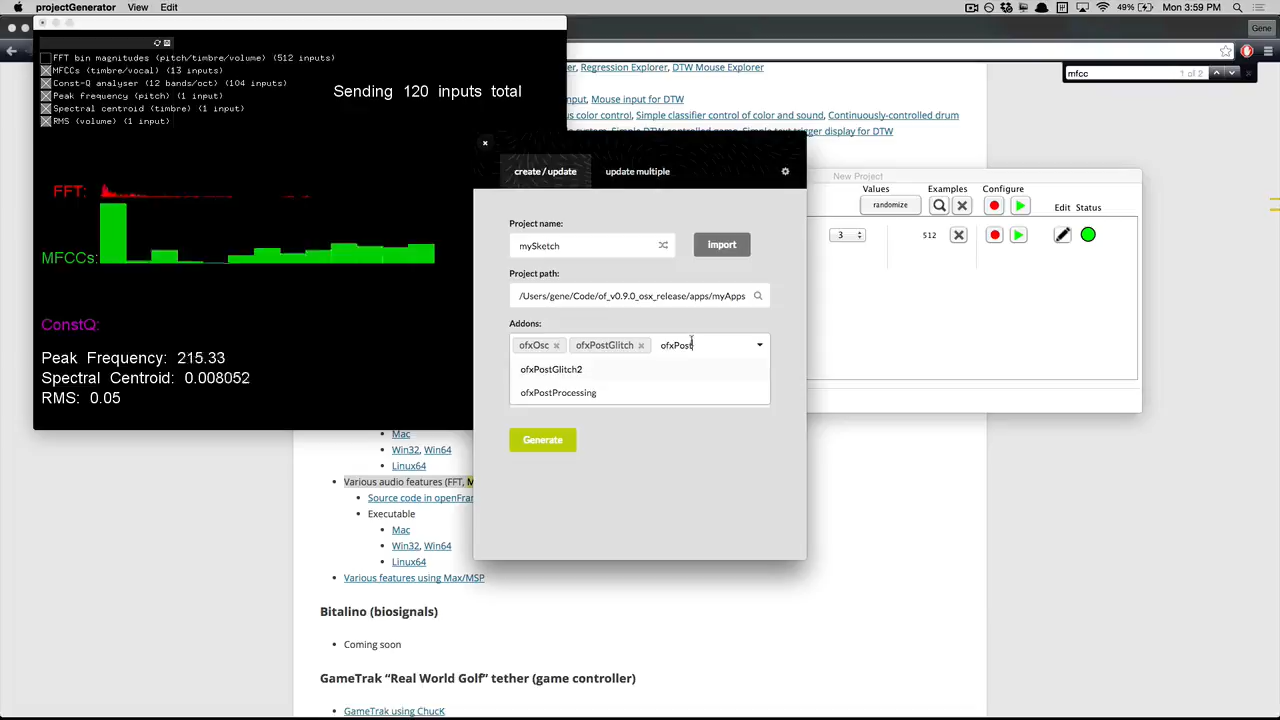 projectGenerator View Edit
49% Mon 3:59 PM
Gene
FFT bin magnitudes (pitch/timbre/volume) (512 inputs)
MFCCs (timbre/vocal) (13 inputs)
Const-Q analyser (12 bands/oct) (104 inputs)
Peak Frequency (pitch) (1 input)
Spectral centroid (timbre) (1 input)
RMS (volume) (1 input)
Sending 120 inputs total
FFT:
MFCCs:
ConstQ:
Peak Frequency: 215.33
Spectral Centroid: 0.008052
RMS: 0.05
mfcc 1 of 2
er, Regression Explorer, DTW Mouse Explorer
nput, Mouse input for DTW
us color control, Simple classifier control of color and sound, Continuously-controlled drum
system, Simple DTW-controlled game, Simple text trigger display for DTW
create / update update multiple
Project name:
mySketch
import
Project path:
/Users/gene/Code/of_v0.9.0_osx_release/apps/myApps
Addons:
ofxOsc × ofxPostGlitch × ofxPost
ofxPostGlitch2
ofxPostProcessing
Generate
New Project
Values Examples Configure
randomize
Edit Status
3 512
Mac
Win32, Win64
Linux64
Various audio features (FFT, M
Source code in openFran
Executable
Mac
Win32, Win64
Linux64
Various features using Max/MSP
Bitalino (biosignals)
Coming soon
GameTrak “Real World Golf” tether (game controller)
GameTrak using ChucK